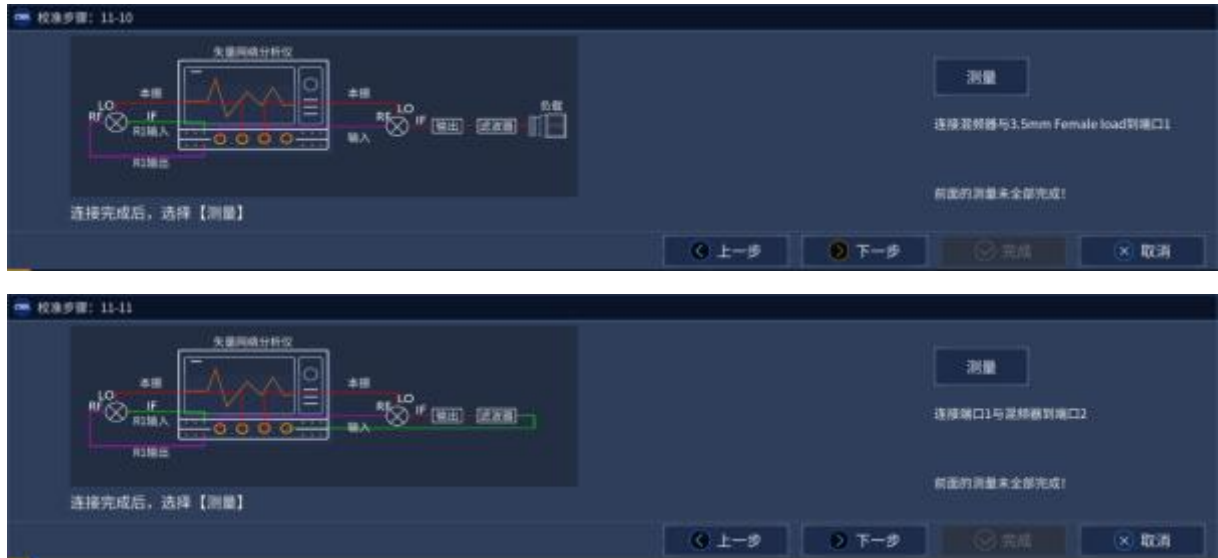 校准步骤：11-10
矢量网络分析仪
测量
本振
本振
负载
LO
LO
RF
IF
RF
IF
输出
滤波器
连接混频器与3.5mm Female load到端口1
R1输入
输入
R1输出
前面的测量未全部完成！
连接完成后，选择【测量】
上一步
下一步
完成
取消
校准步骤：11-11
矢量网络分析仪
测量
本振
本振
LO
LO
RF
IF
RF
IF
输出
滤波器
连接端口1与混频器到端口2
R1输入
输入
R1输出
前面的测量未全部完成！
连接完成后，选择【测量】
上一步
下一步
完成
取消